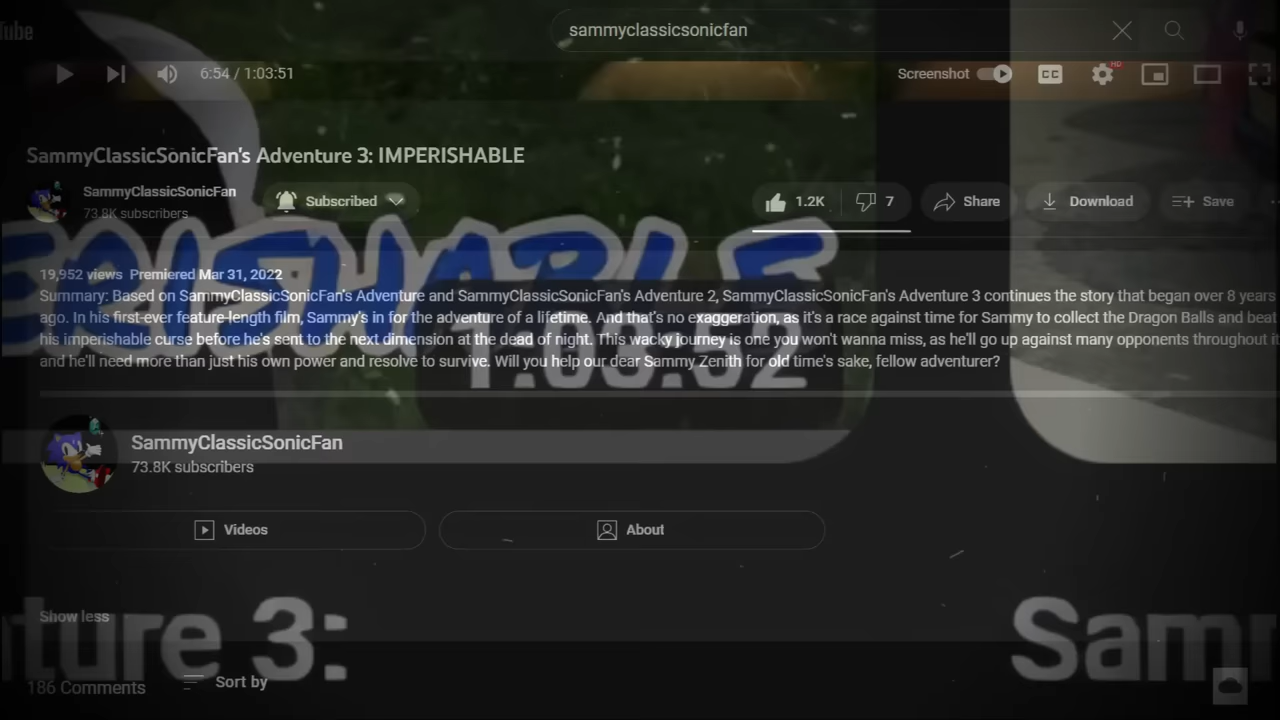 Tube
sammyclassicsonicfan
6:54 / 1:03:51
Screenshot
CC
HD
SammyClassicSonicFan's Adventure 3: IMPERISHABLE
SammyClassicSonicFan
73.8K subscribers
Subscribed
1.2K
7
Share
Download
Save
ERISHABLE
19,952 views Premiered Mar 31, 2022
Summary: Based on SammyClassicSonicFan's Adventure and SammyClassicSonicFan's Adventure 2, SammyClassicSonicFan's Adventure 3 continues the story that began over 8 years
ago. In his first-ever feature-length film, Sammy's in for the adventure of a lifetime. And that's no exaggeration, as it's a race against time for Sammy to collect the Dragon Balls and beat
his imperishable curse before he's sent to the next dimension at the dead of night. This wacky journey is one you won't wanna miss, as he'll go up against many opponents throughout it
and he'll need more than just his own power and resolve to survive. Will you help our dear Sammy Zenith for old time's sake, fellow adventurer?
1:03:52
SammyClassicSonicFan
73.8K subscribers
Videos
About
Show less
ture 3:
Samm
186 Comments
Sort by